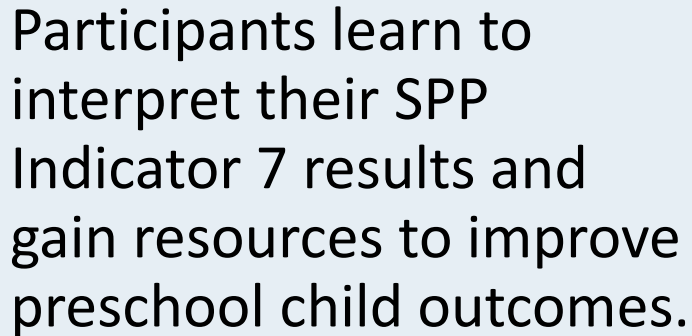 Participants learn to
interpret their SPP
Indicator 7 results and
gain resources to improve
preschool child outcomes.